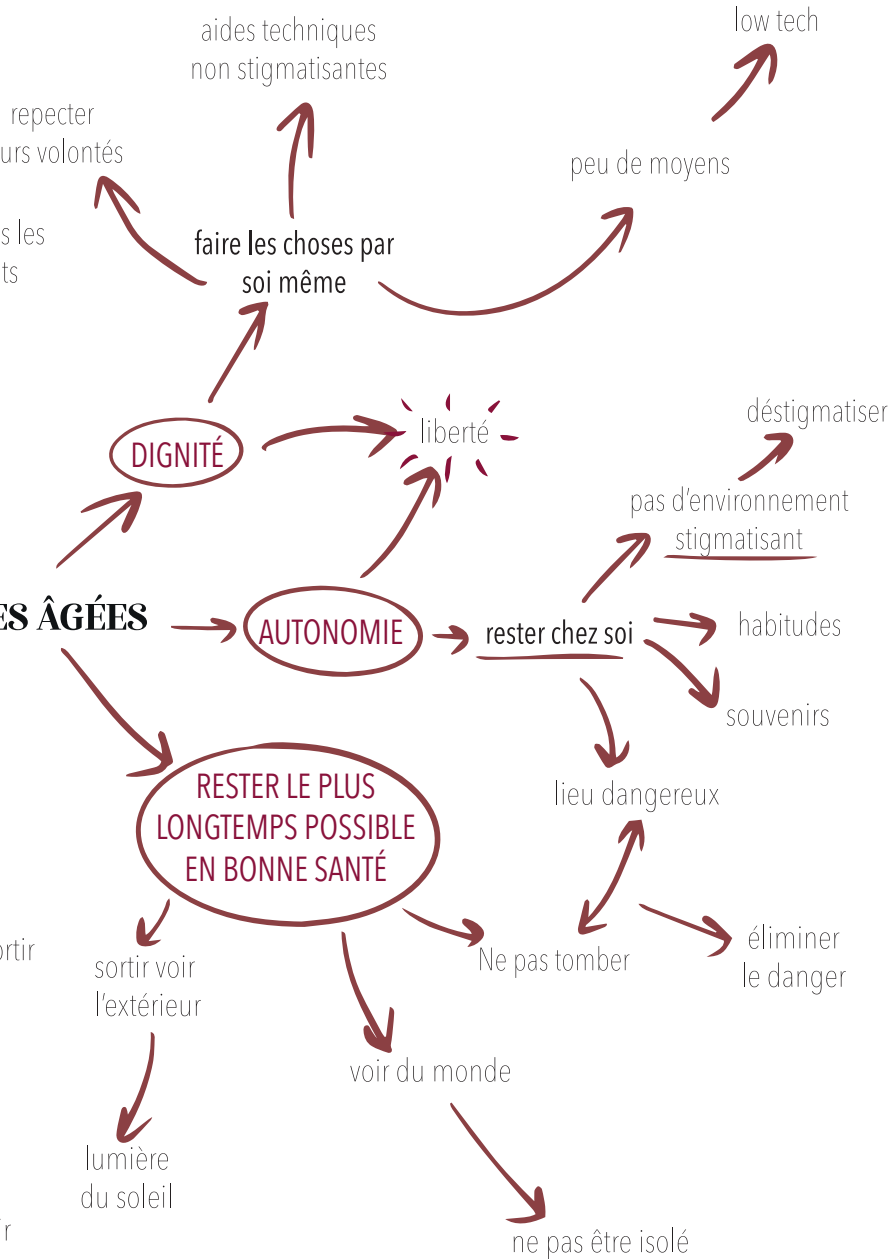 low tech
aides techniques
non stigmatisantes
repecter
urs volontés
peu de moyens
s les
ts
faire les choses par
soi même
déstigmatiser
liberté
DIGNITÉ
pas d'environnement
stigmatisant
ES ÂGÉES
AUTONOMIE
rester chez soi
habitudes
souvenirs
RESTER LE PLUS
LONGTEMPS POSSIBLE
EN BONNE SANTÉ
lieu dangereux
ortir
sortir voir
l'extérieur
Ne pas tomber
éliminer
le danger
voir du monde
lumière
du soleil
ir
ne pas être isolé